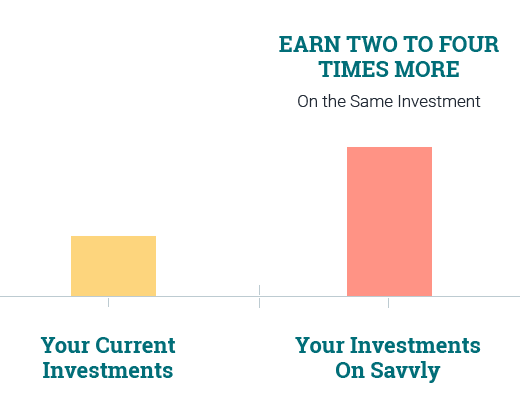 EARN TWO TO FOUR
TIMES MORE
On the Same Investment
Your Current
Investments
Your Investments
On Savvly